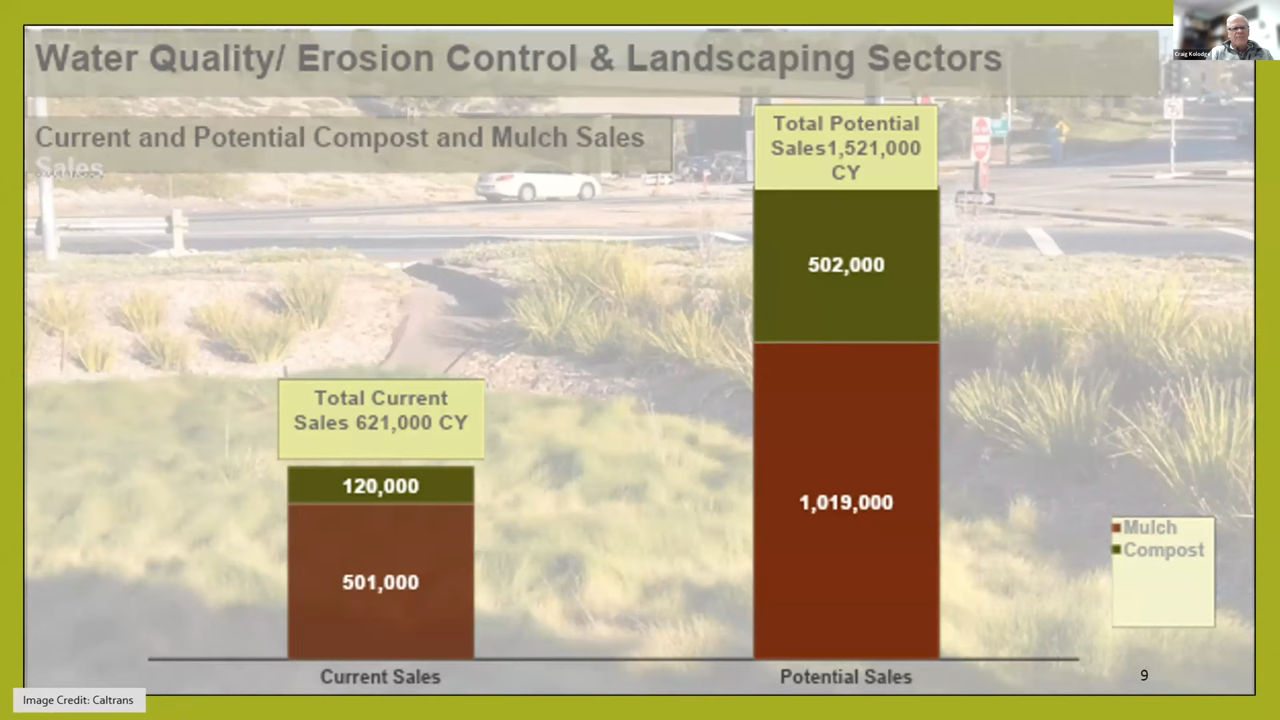 Water Quality/ Erosion Control & Landscaping Sectors
Craig Kolodge
Current and Potential Compost and Mulch Sales
Sales
Total Potential
Sales1,521,000
CY
502,000
Total Current
Sales 621,000 CY
120,000
1,019,000
501,000
Mulch
Compost
Current Sales
Potential Sales
9
Image Credit: Caltrans